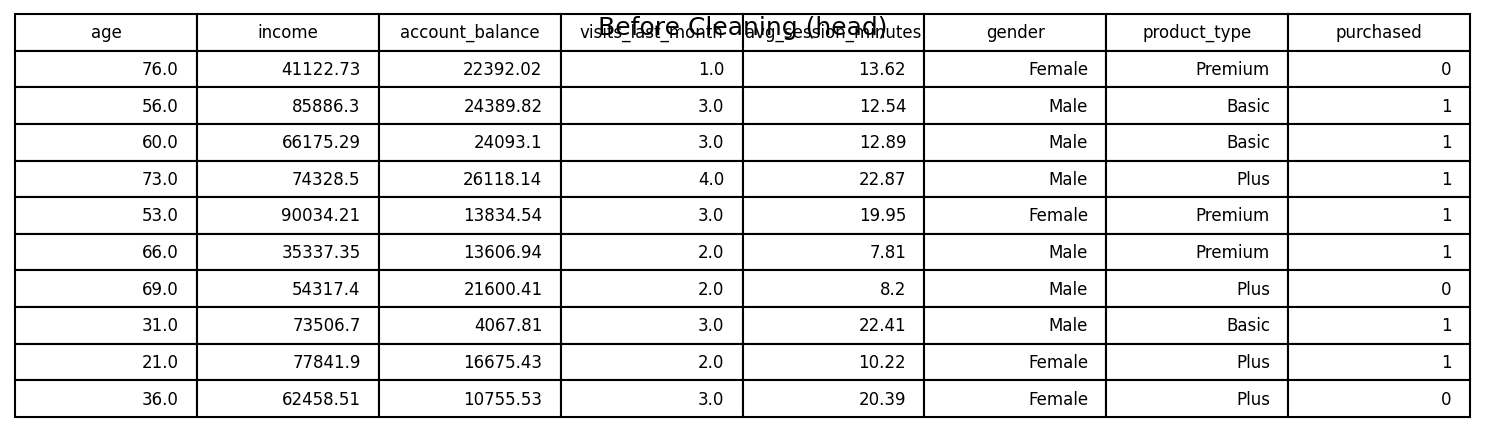 Before Cleaning (head)
age income account_balance visits_last_month avg_session_minutes gender product_type purchased
76.0 41122.73 22392.02 1.0 13.62 Female Premium 0
56.0 85886.3 24389.82 3.0 12.54 Male Basic 1
60.0 66175.29 24093.1 3.0 12.89 Male Basic 1
73.0 74328.5 26118.14 4.0 22.87 Male Plus 1
53.0 90034.21 13834.54 3.0 19.95 Female Premium 1
66.0 35337.35 13606.94 2.0 7.81 Male Premium 1
69.0 54317.4 21600.41 2.0 8.2 Male Plus 0
31.0 73506.7 4067.81 3.0 22.41 Male Basic 1
21.0 77841.9 16675.43 2.0 10.22 Female Plus 1
36.0 62458.51 10755.53 3.0 20.39 Female Plus 0